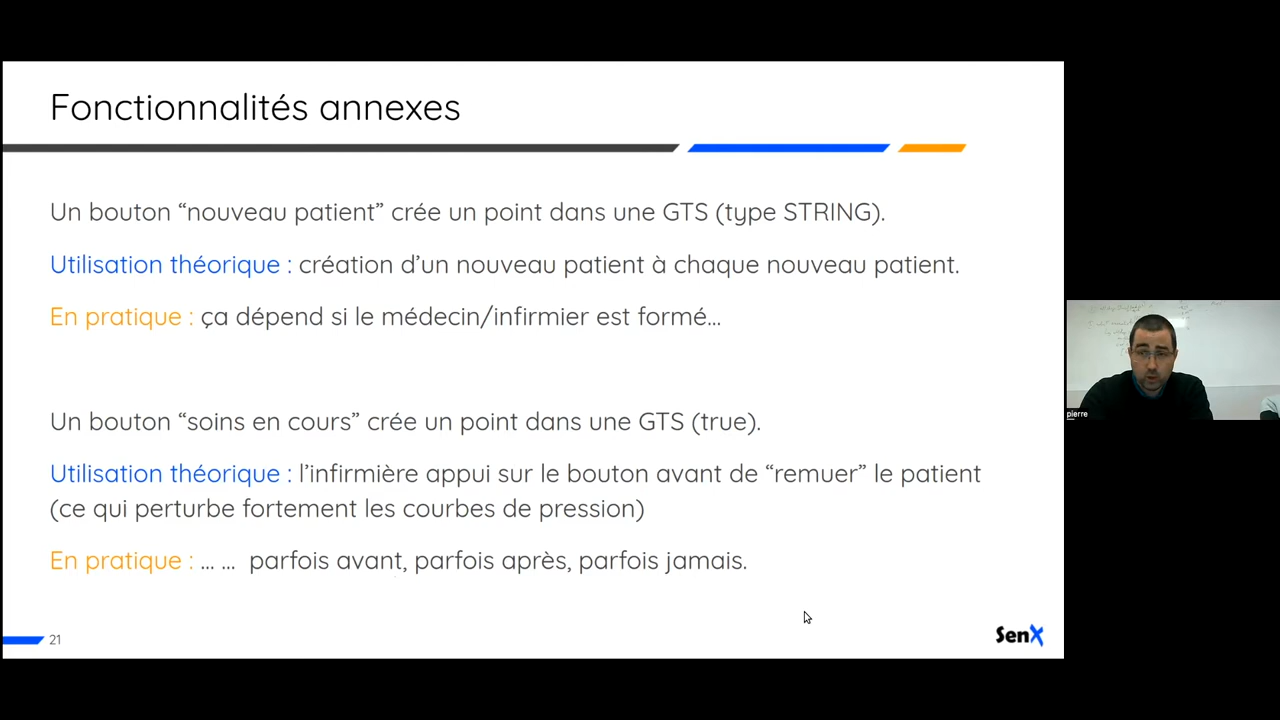 Fonctionnalités annexes
Un bouton “nouveau patient” crée un point dans une GTS (type STRING).
Utilisation théorique : création d’un nouveau patient à chaque nouveau patient.
En pratique : ça dépend si le médecin/infirmier est formé...
Un bouton “soins en cours” crée un point dans une GTS (true).
Utilisation théorique : l’infirmière appui sur le bouton avant de “remuer” le patient
(ce qui perturbe fortement les courbes de pression)
En pratique : ... ... parfois avant, parfois après, parfois jamais.
21
SenX
pierre